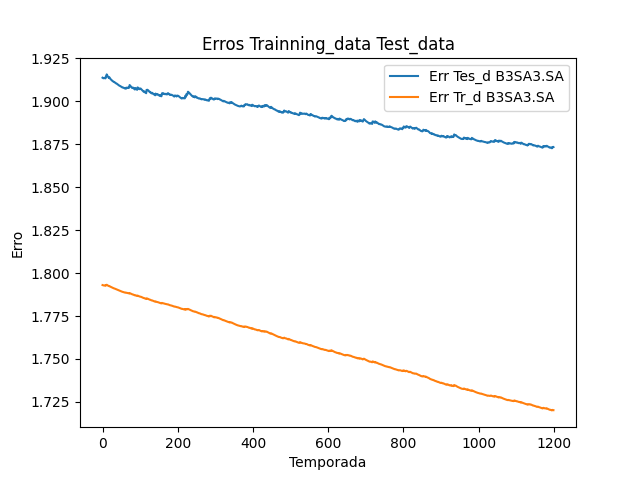 Erros Trainning_data Test_data
Err Tes_d B3SA3.SA
Err Tr_d B3SA3.SA
1.925
1.900
1.875
1.850
1.825
1.800
1.775
1.750
1.725
Erro
0 200 400 600 800 1000 1200
Temporada